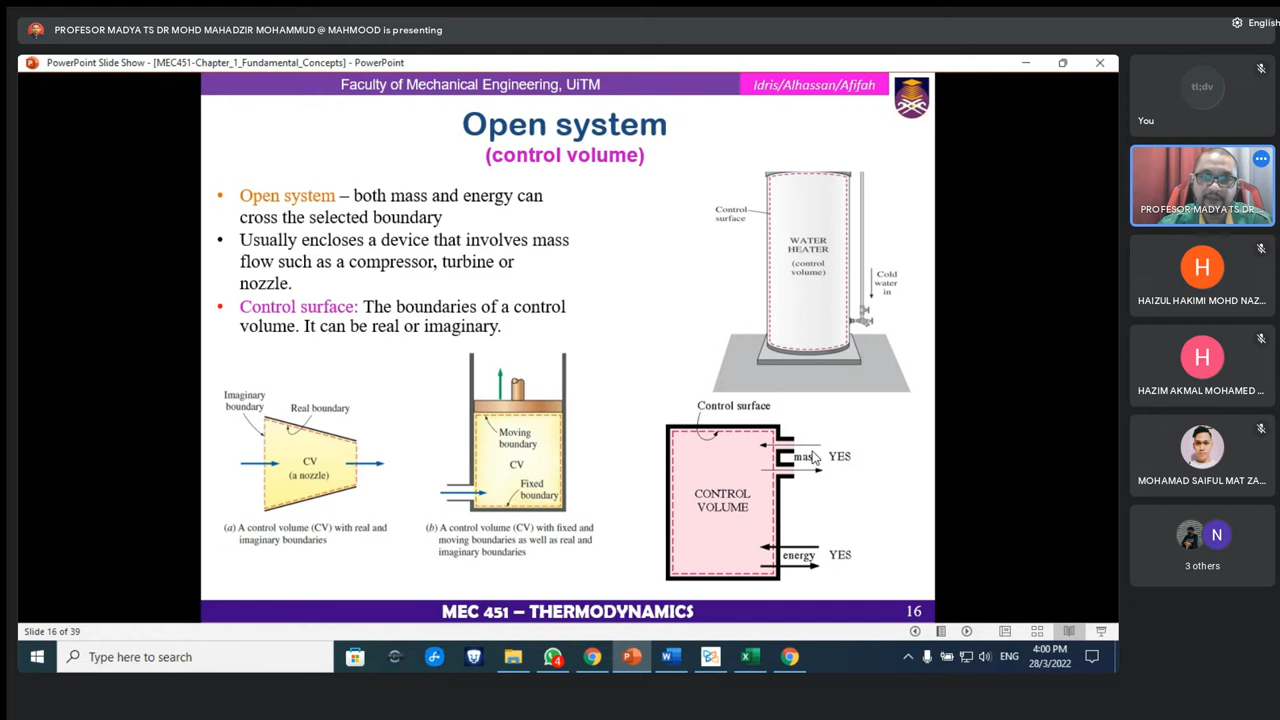 PROFESOR MADYA TS DR MOHD MAHADZIR MOHAMMUD @ MAHMOOD is presenting
English
PowerPoint Slide Show - [MEC451-Chapter_1_Fundamental_Concepts] - PowerPoint
Faculty of Mechanical Engineering, UiTM
Idris/Alhassan/Afifah
Open system
(control volume)
• Open system – both mass and energy can
cross the selected boundary
• Usually encloses a device that involves mass
flow such as a compressor, turbine or
nozzle.
• Control surface: The boundaries of a control
volume. It can be real or imaginary.
Control
surface
WATER
HEATER
(control
volume)
Cold
water
in
Imaginary
boundary
Real boundary
CV
(a nozzle)
(a) A control volume (CV) with real and
imaginary boundaries
Moving
boundary
CV
Fixed
boundary
(b) A control volume (CV) with fixed and
moving boundaries as well as real and
imaginary boundaries
Control surface
mass YES
CONTROL
VOLUME
energy YES
MEC 451 – THERMODYNAMICS
16
Slide 16 of 39
Type here to search
4
ENG
4:00 PM
28/3/2022
tl;dv
You
PROFESOR MADYA TS DR...
H
HAIZUL HAKIMI MOHD NAZ...
H
HAZIM AKMAL MOHAMED ...
MOHAMAD SAIFUL MAT ZA...
N
3 others